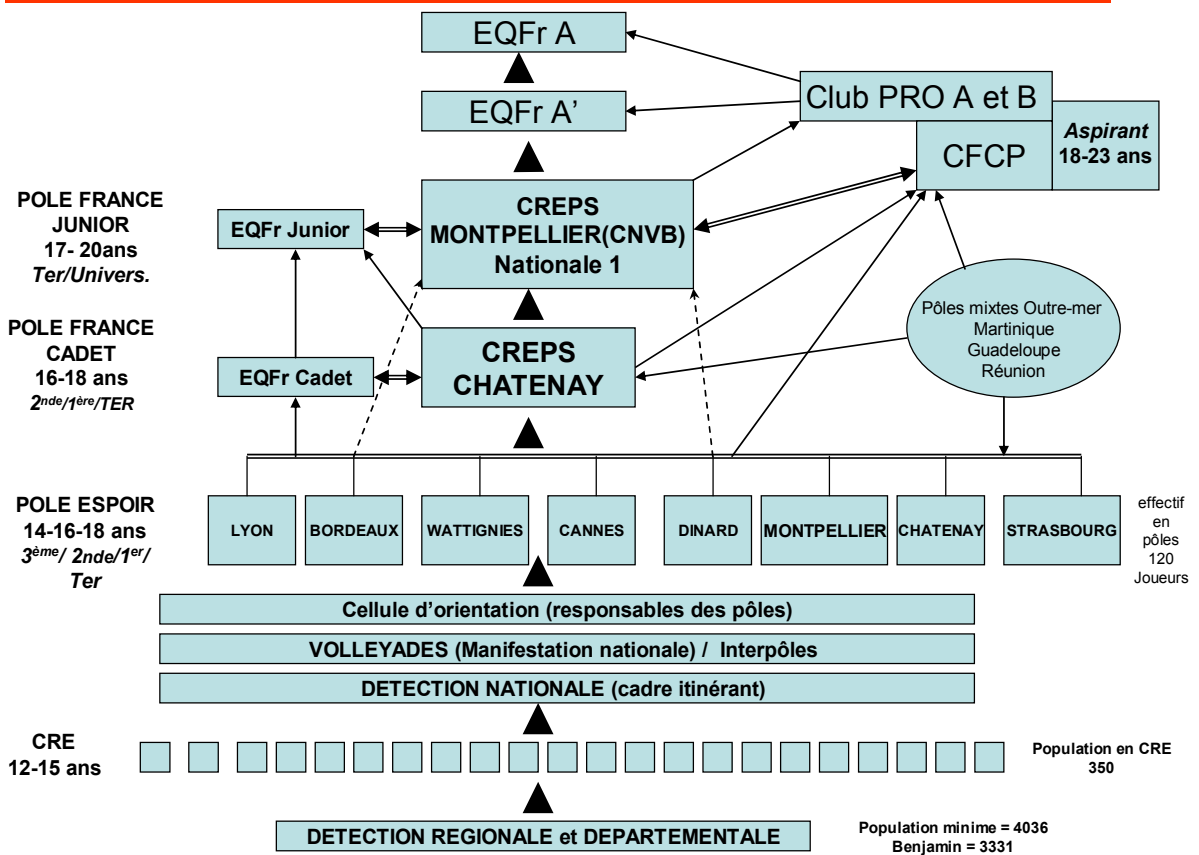 EQFr A
EQFr A'
Club PRO A et B
CFCP
Aspirant
18-23 ans
POLE FRANCE
JUNIOR
17- 20ans
Ter/Univers.
EQFr Junior
CREPS
MONTPELLIER(CNVB)
Nationale 1
Pôles mixtes Outre-mer
Martinique
Guadeloupe
Réunion
POLE FRANCE
CADET
16-18 ans
2nde/1ère/TER
EQFr Cadet
CREPS
CHATENAY
POLE ESPOIR
14-16-18 ans
3ème/ 2nde/1er/
Ter
LYON
BORDEAUX
WATTIGNIES
CANNES
DINARD
MONTPELLIER
CHATENAY
STRASBOURG
effectif
en
pôles
120
Joueurs
Cellule d'orientation (responsables des pôles)
VOLLEYADES (Manifestation nationale) / Interpôles
DETECTION NATIONALE (cadre itinérant)
CRE
12-15 ans
Population en CRE
350
DETECTION REGIONALE et DEPARTEMENTALE
Population minime = 4036
Benjamin = 3331